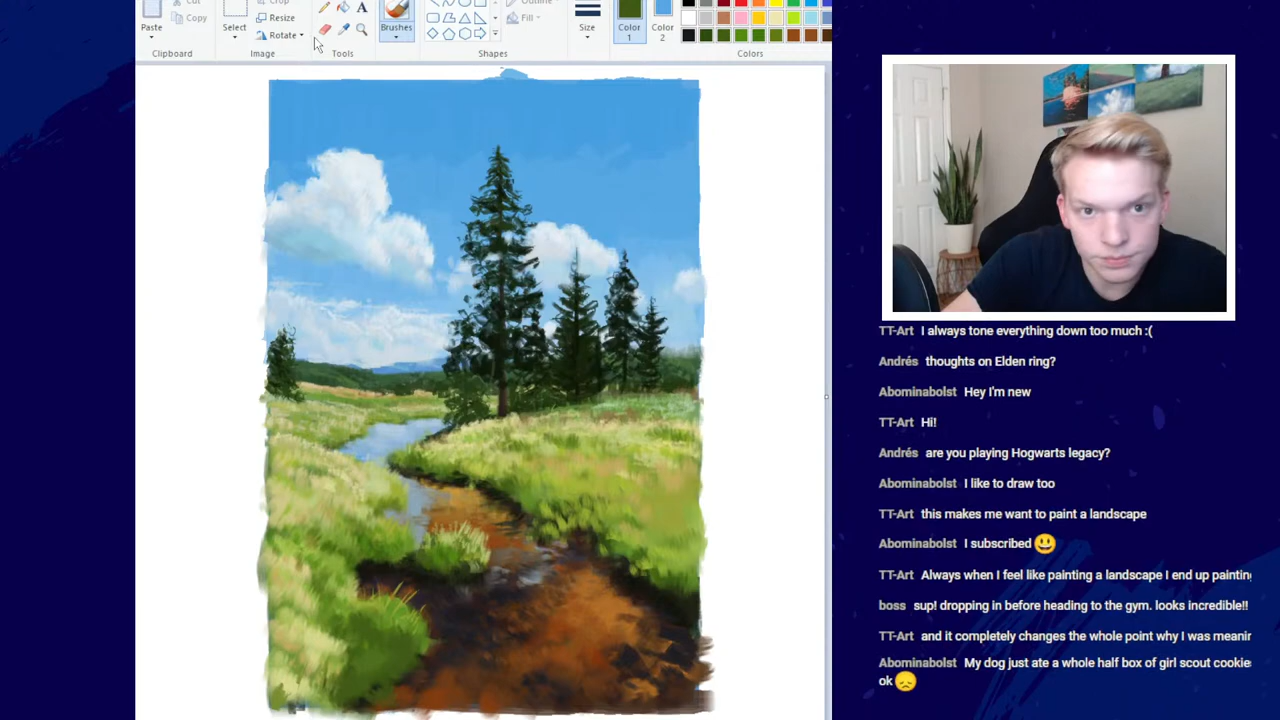 Cut
Crop
Outline
Paste
Copy
Select
Resize
Rotate
A
Brushes
Fill
Size
Color
1
Color
2
Clipboard
Image
Tools
Shapes
Colors
TT-Art I always tone everything down too much :(
Andrés thoughts on Elden ring?
Abominabolst Hey I'm new
TT-Art Hi!
Andrés are you playing Hogwarts legacy?
Abominabolst I like to draw too
TT-Art this makes me want to paint a landscape
Abominabolst I subscribed 😃
TT-Art Always when I feel like painting a landscape I end up painting
boss sup! dropping in before heading to the gym. looks incredible!!
TT-Art and it completely changes the whole point why I was
Abominabolst My dog just ate a whole half box of girl scout
ok 😞